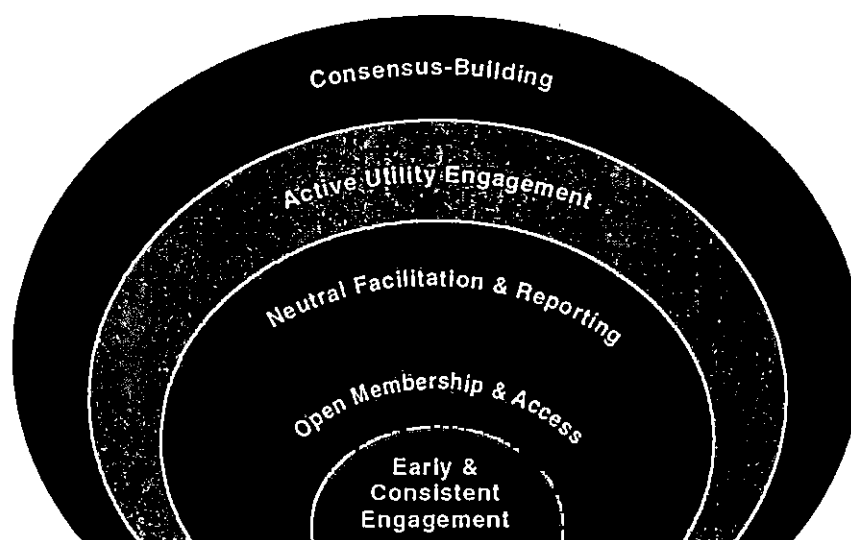 Consensus-Building
Active Utility Engagement
Neutral Facilitation & Reporting
Open Membership & Access
Early &
Consistent
Engagement